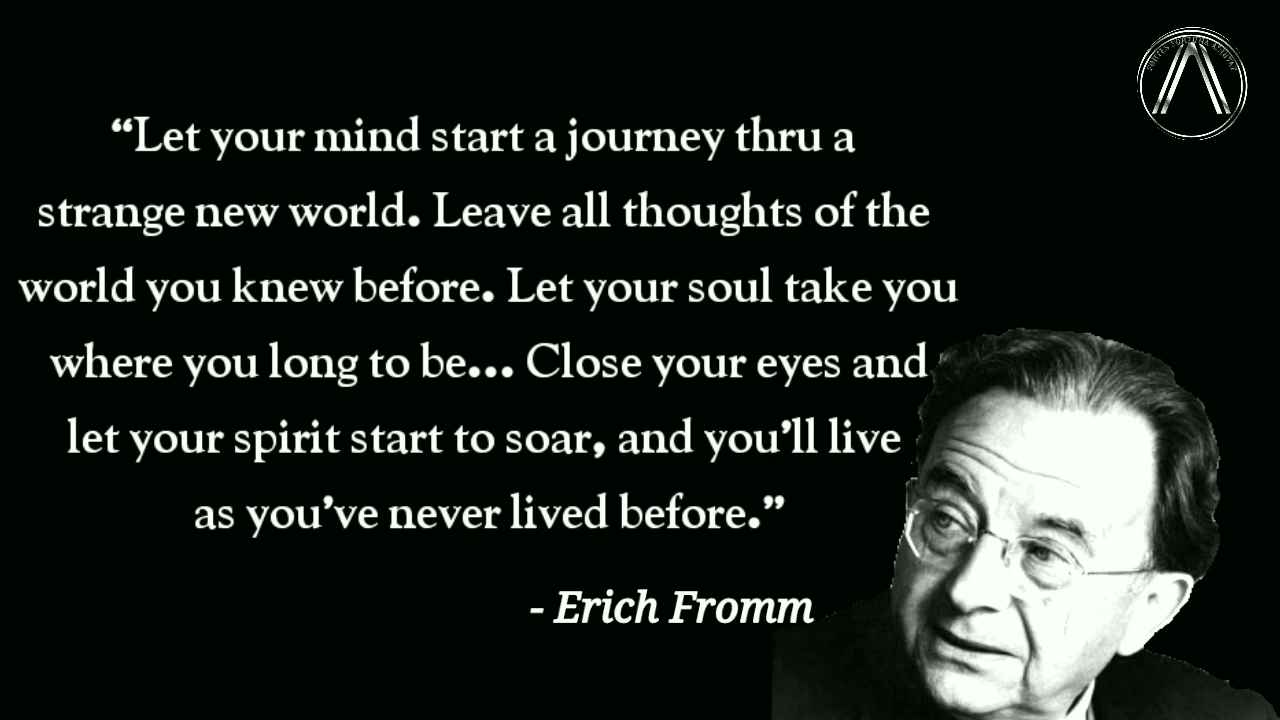 “Let your mind start a journey thru a
strange new world. Leave all thoughts of the
world you knew before. Let your soul take you
where you long to be... Close your eyes and
let your spirit start to soar, and you’ll live
as you’ve never lived before.”
- Erich Fromm